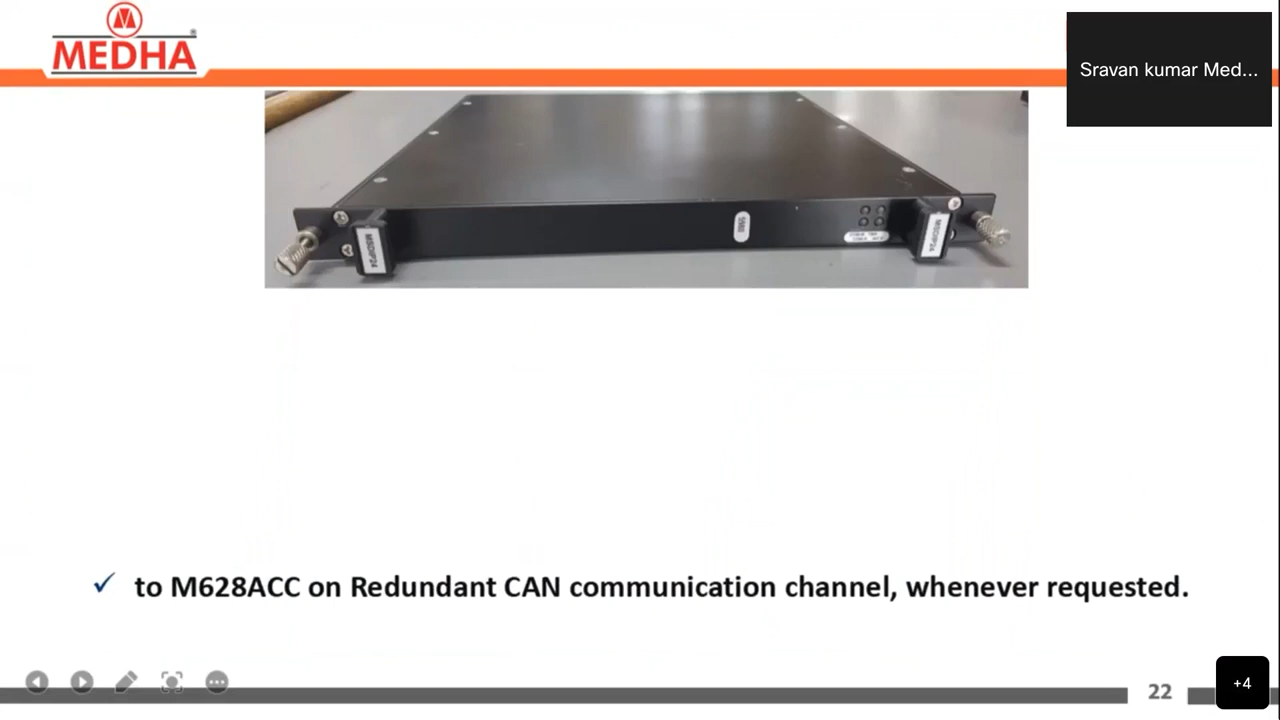 MEDHA
Sravan kumar Med...
✓ to M628ACC on Redundant CAN communication channel, whenever requested.
22
+4